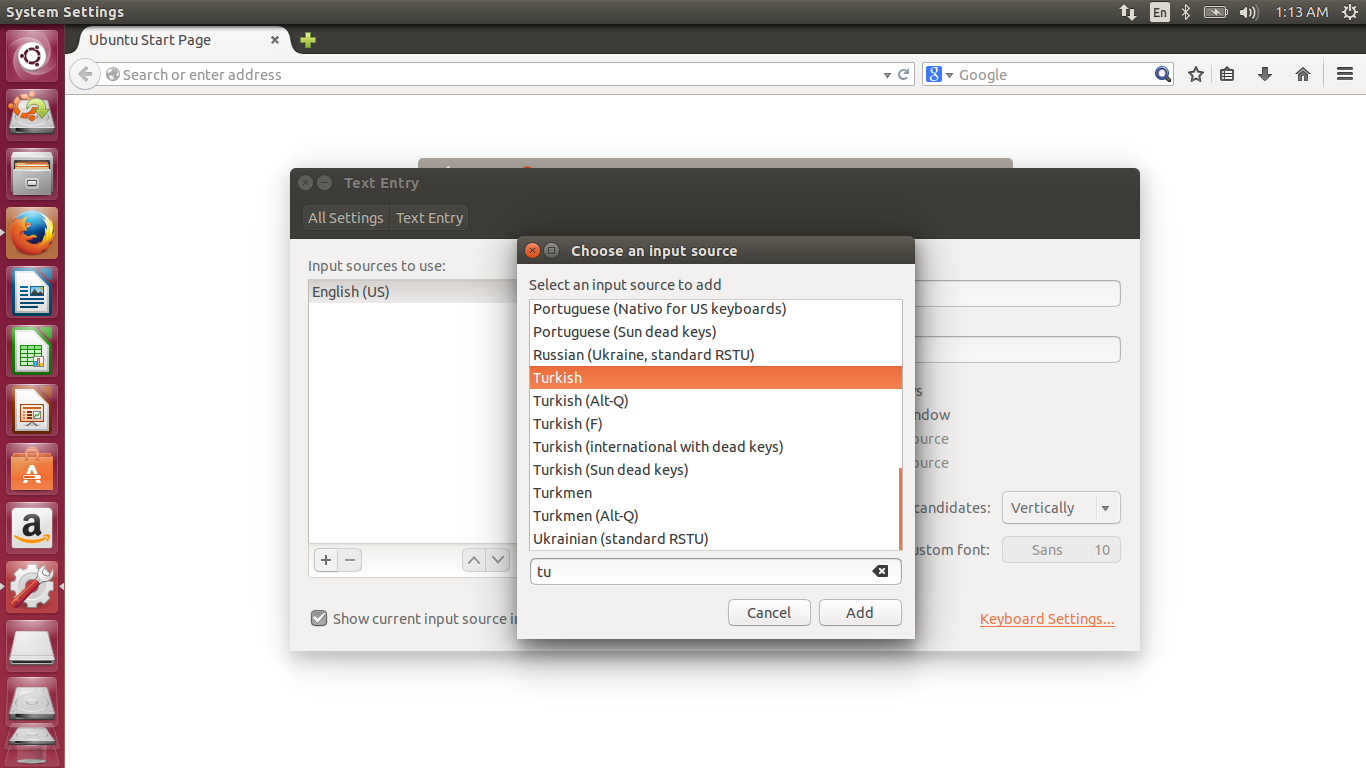 System Settings
En
1:13 AM
Ubuntu Start Page
Search or enter address
Google
Text Entry
All Settings
Text Entry
Input sources to use:
English (US)
Choose an input source
Select an input source to add
Portuguese (Nativo for US keyboards)
Portuguese (Sun dead keys)
Russian (Ukraine, standard RSTU)
Turkish
Turkish (Alt-Q)
Turkish (F)
Turkish (international with dead keys)
Turkish (Sun dead keys)
Turkmen
Turkmen (Alt-Q)
Ukrainian (standard RSTU)
tu
Cancel
Add
candidates:
Vertically
font:
Sans 10
Show current input source
Keyboard Settings...